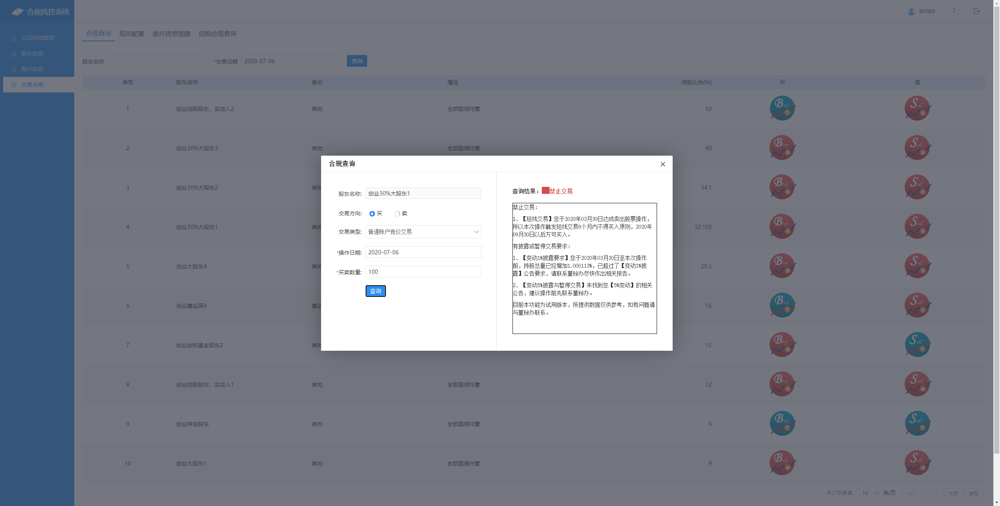 合规风控系统
300985
1
公司信息管理
股东信息
账户信息
交易合规
合规查询 规则配置 委托信息提醒 回购合规查询
股东名称 *交易日期 2020-07-06 查询
序号 股东名称 身份 属性 持股比例(%) 买 卖
1 创业控股股东、实控人2 其他 全部国信托管 50 Buy Sell
2 创业30%大股东3 其他 全部国信托管 40 Buy Sell
3 创业30%大股东2 其他 34.1 Buy Sell
4 创业30%大股东1 其他 32.102 Buy Sell
5 创业大股东4 其他 29.5 Buy Sell
6 创业董监高4 董监 16 Buy Sell
7 创业创投基金股东2 其他 15 Buy Sell
8 创业控股股东、实控人1 其他 全部国信托管 12 Buy Sell
9 创业特定股东 其他 全部国信托管 9 Buy Sell
10 创业大股东1 其他 全部国信托管 9 Buy Sell
共27条数据 10 条/页 首页 上页 下页 末页
合规查询
股东名称: 创业30%大股东1
交易方向: 买 卖
交易类型: 普通账户竞价交易
*操作日期: 2020-07-06
*买卖数量: 100
查询
查询结果：禁止交易
禁止交易：
1、【短线交易】您于2020年03月30日达成卖出股票操作，
所以本次操作触发短线交易6个月内不得买入原则，2020年
09月30日以后方可买入。
有披露或暂停交易要求：
1、【变动1%披露要求】您于2020年03月30日至本次操作
前，持股总量已经增加1.000113%，已超过了【变动1%披
露】公告要求，请联系董秘办尽快作出相关报告。
2、【变动5%披露与暂停交易】未找到您【5%变动】的相关
公告，建议操作前先联系董秘办。
目前本功能为试用版本，所提供数据仅供参考，如有问题请
与董秘办联系。